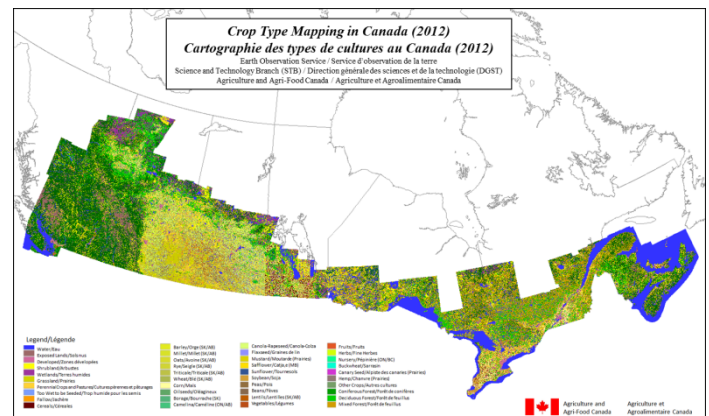 Crop Type Mapping in Canada (2012)
Cartographie des types de cultures au Canada (2012)
Earth Observation Service / Service d'observation de la terre
Science and Technology Branch (STB) / Direction générale des sciences et de la technologie (DGST)
Agriculture and Agri-Food Canada / Agriculture et Agroalimentaire Canada
Legend/Légende
Water/Eau
Exposed Lands/Sols nus
Developed/Zones développées
Shrubland/Arbustes
Wetlands/Terres humides
Grassland/Prairies
Perennial Crops and Pastures/Cultures pérennes et pâturages
Too Wet to be Seeded/Trop humide pour les semis
Fallow/Jachère
Cereals/Céréales
Barley/Orge (SK/AB)
Millet/Millet (SK/AB)
Oats/Avoine (SK/AB)
Rye/Seigle (SK/AB)
Triticale/Triticale (SK/AB)
Wheat/Blé (SK/AB)
Corn/Maïs
Oilseeds/Oléagineux
Borage/Bourrache (SK)
Camelina/Caméline (ON/AB)
Canola-Rapeseed/Canola-Colza
Flaxseed/Graines de lin
Mustard/Moutarde (Prairies)
Safflower/Catjur (MB)
Sunflower/Tournesols
Soybean/Soja
Peas/Pois
Beans/Fèves
Lentils/Lentilles (SK/AB)
Vegetables/Légumes
Fruits/Fruits
Herbs/Fine Herbes
Nursery/Pépinière (ON/BC)
Buckwheat/Sarrasin
Canary Seed/Alpiste des canaries (Prairies)
Hemp/Chanvre (Prairies)
Other Crops/Autres cultures
Coniferous Forest/Forêt de conifères
Deciduous Forest/Forêt de feuillus
Mixed Forest/Forêt de feuillus
Agriculture and
Agri-Food Canada
Agriculture et
Agroalimentaire Canada